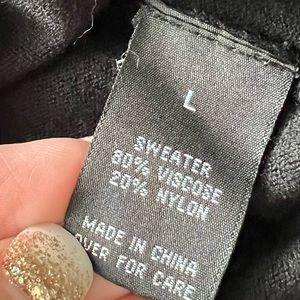 L
SWEATER
80% VISCOSE
20% NYLON
MADE IN CHINA
OVER FOR CARE